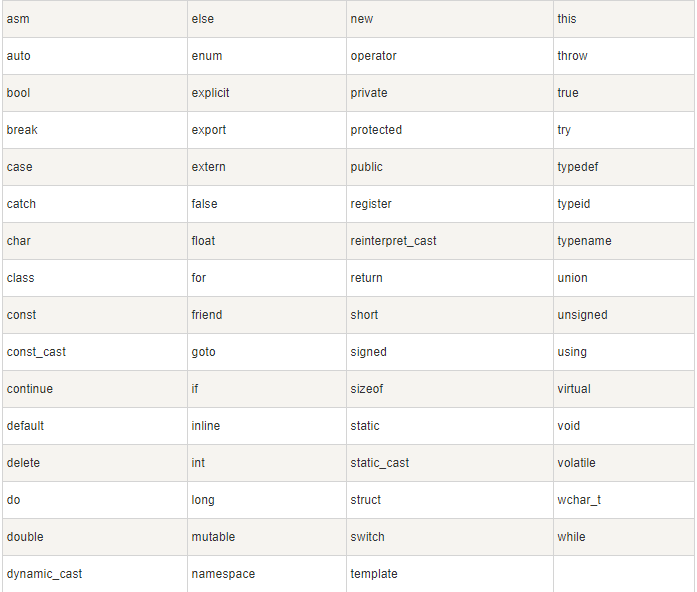 asm else new this
auto enum operator throw
bool explicit private true
break export protected try
case extern public typedef
catch false register typeid
char float reinterpret_cast typename
class for return union
const friend short unsigned
const_cast goto signed using
continue if sizeof virtual
default inline static void
delete int static_cast volatile
do long struct wchar_t
double mutable switch while
dynamic_cast namespace template